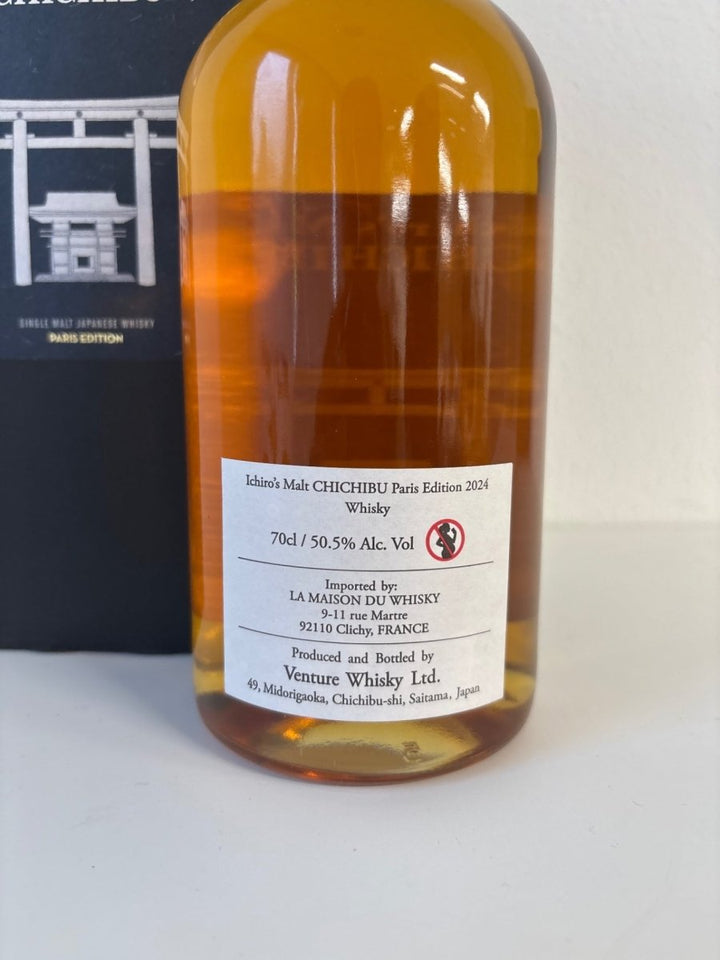 SINGLE MALT JAPANESE WHISKY
PARIS EDITION
Ichiro's Malt CHICHIBU Paris Edition 2024
Whisky
70cl / 50.5% Alc. Vol
Imported by:
LA MAISON DU WHISKY
9-11 rue Martre
92110 Clichy, FRANCE
Produced and Bottled by
Venture Whisky Ltd.
49, Midorigaoka, Chichibu-shi, Saitama, Japan